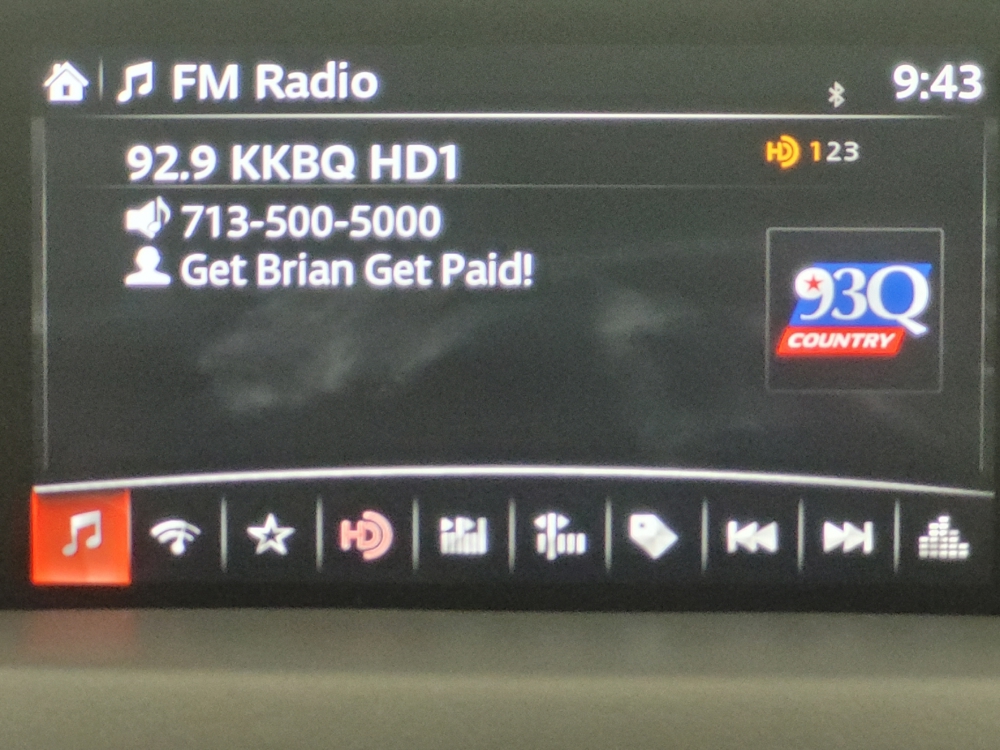 FM Radio
9:43
92.9 KKBQ HD1
HD 123
713-500-5000
Get Brian Get Paid!
93Q
COUNTRY
HD